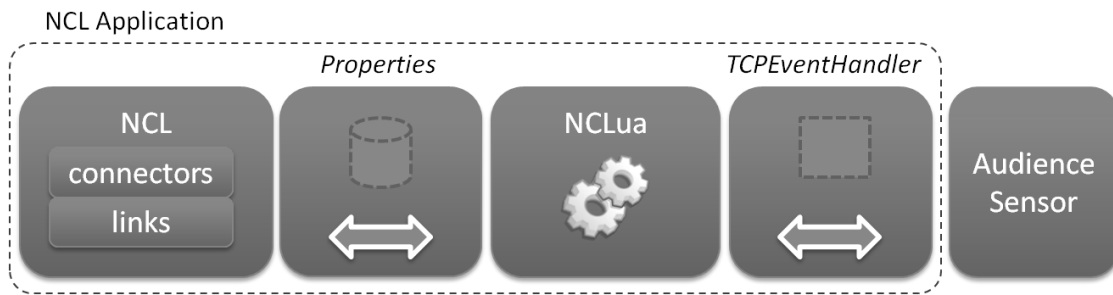 NCL Application
Properties
TCPEventHandler
NCL
connectors
links
NCLua
Audience
Sensor